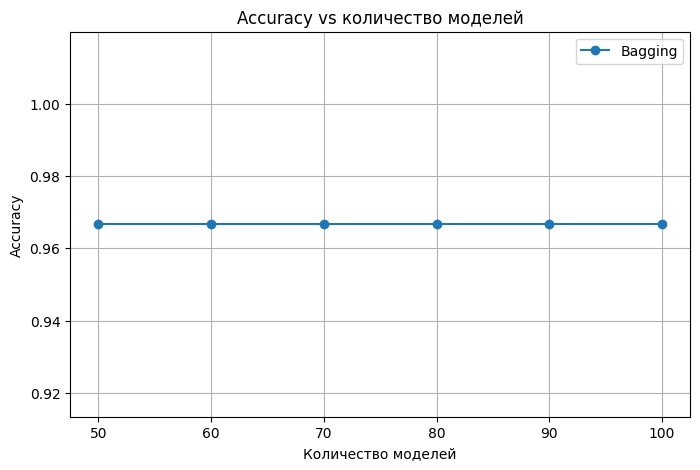 Accuracy vs количество моделей
Bagging
1.00
0.98
0.96
0.94
0.92
Accuracy
50 60 70 80 90 100
Количество моделей